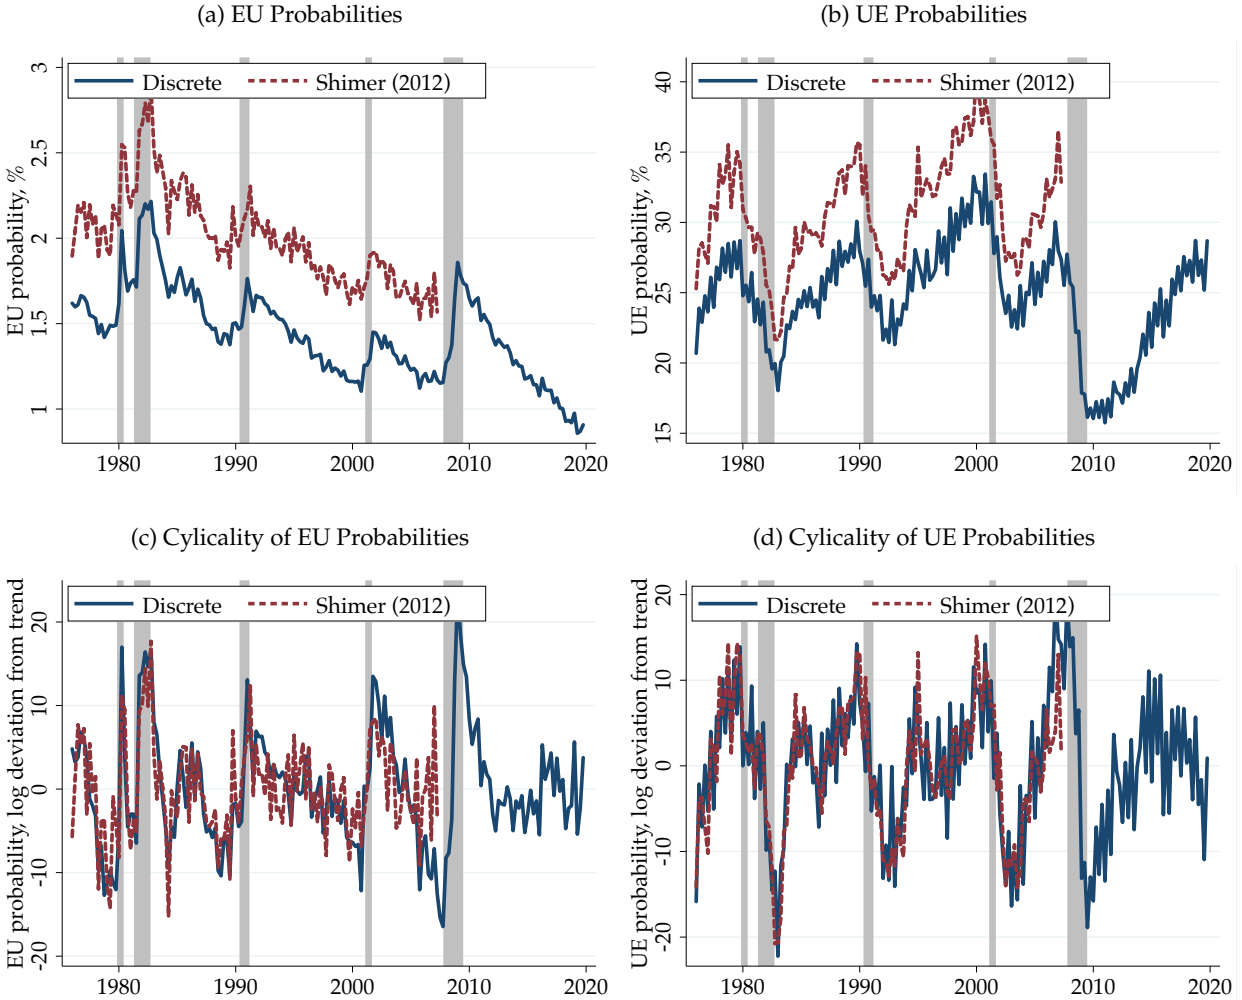 (a) EU Probabilities
EU probability, %
3
2.5
2
1.5
1
Discrete
Shimer (2012)
1980
1990
2000
2010
2020
(b) UE Probabilities
UE probability, %
40
35
30
25
20
15
Discrete
Shimer (2012)
1980
1990
2000
2010
2020
(c) Cylicality of EU Probabilities
EU probability, log deviation from trend
20
10
0
-10
-20
Discrete
Shimer (2012)
1980
1990
2000
2010
2020
(d) Cylicality of UE Probabilities
UE probability, log deviation from trend
20
10
0
-10
-20
Discrete
Shimer (2012)
1980
1990
2000
2010
2020